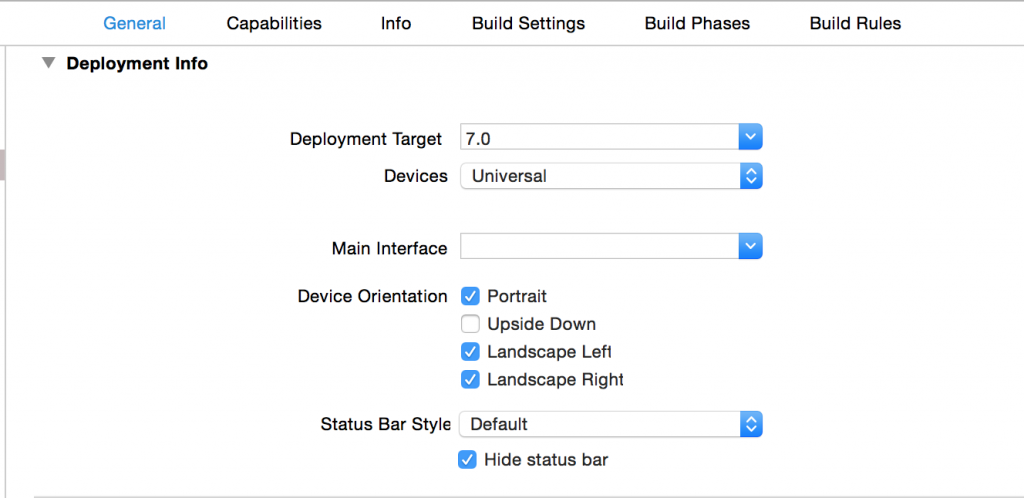 General Capabilities Info Build Settings Build Phases Build Rules
Deployment Info
Deployment Target 7.0
Devices Universal
Main Interface
Device Orientation Portrait
Upside Down
Landscape Left
Landscape Right
Status Bar Style Default
Hide status bar